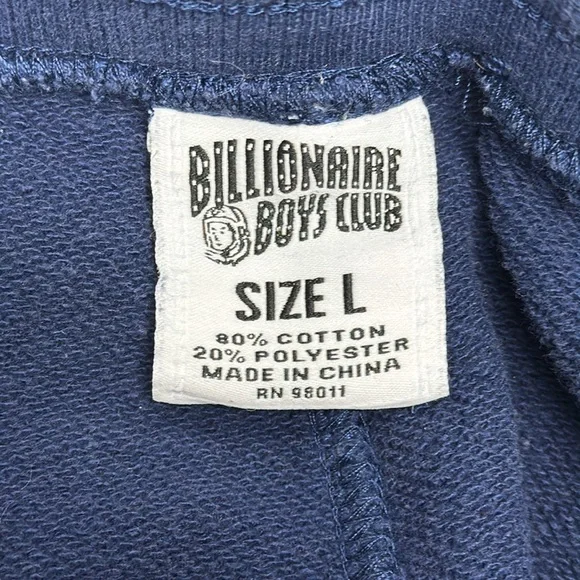 BILLIONAIRE
BOYS CLUB
SIZE L
80% COTTON
20% POLYESTER
MADE IN CHINA
RN 98011